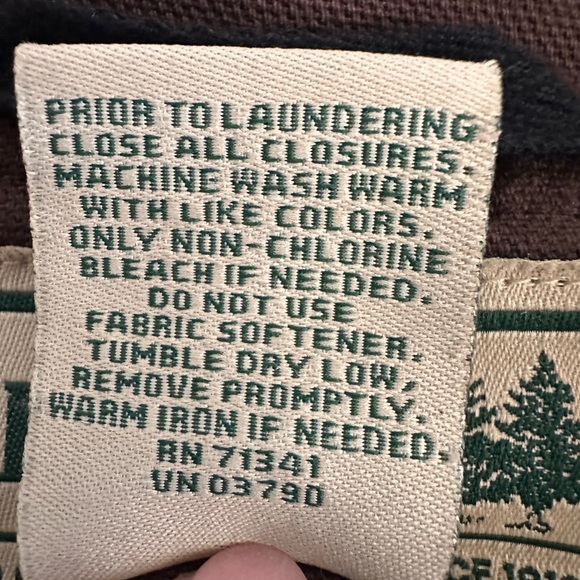 PRIOR TO LAUNDERING
CLOSE ALL CLOSURES.
MACHINE WASH WARM
WITH LIKE COLORS.
ONLY NON-CHLORINE
BLEACH IF NEEDED.
DO NOT USE
FABRIC SOFTENER.
TUMBLE DRY LOW,
REMOVE PROMPTLY.
WARM IRON IF NEEDED.
RN 71341
VN 03790